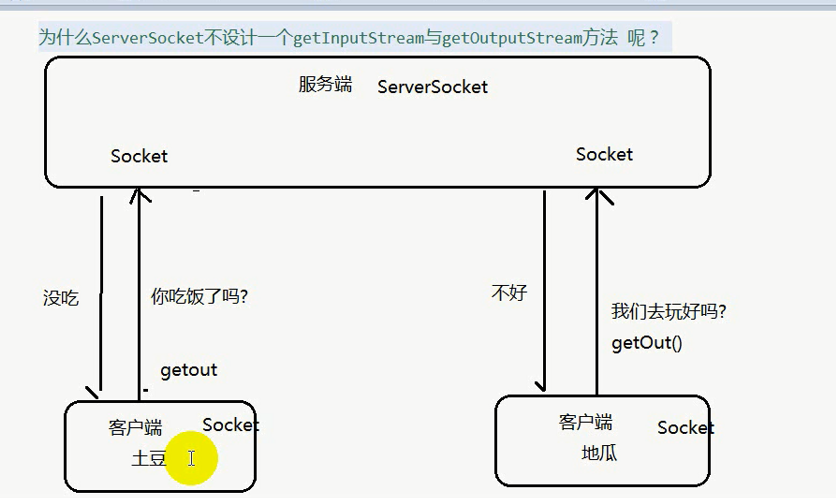 为什么ServerSocket不设计一个getInputStream与getOutputStream方法 呢？
服务端 ServerSocket
Socket
Socket
没吃
你吃饭了吗?
不好
我们去玩好吗?
getOut()
getout
客户端 Socket
土豆
客户端 Socket
地瓜